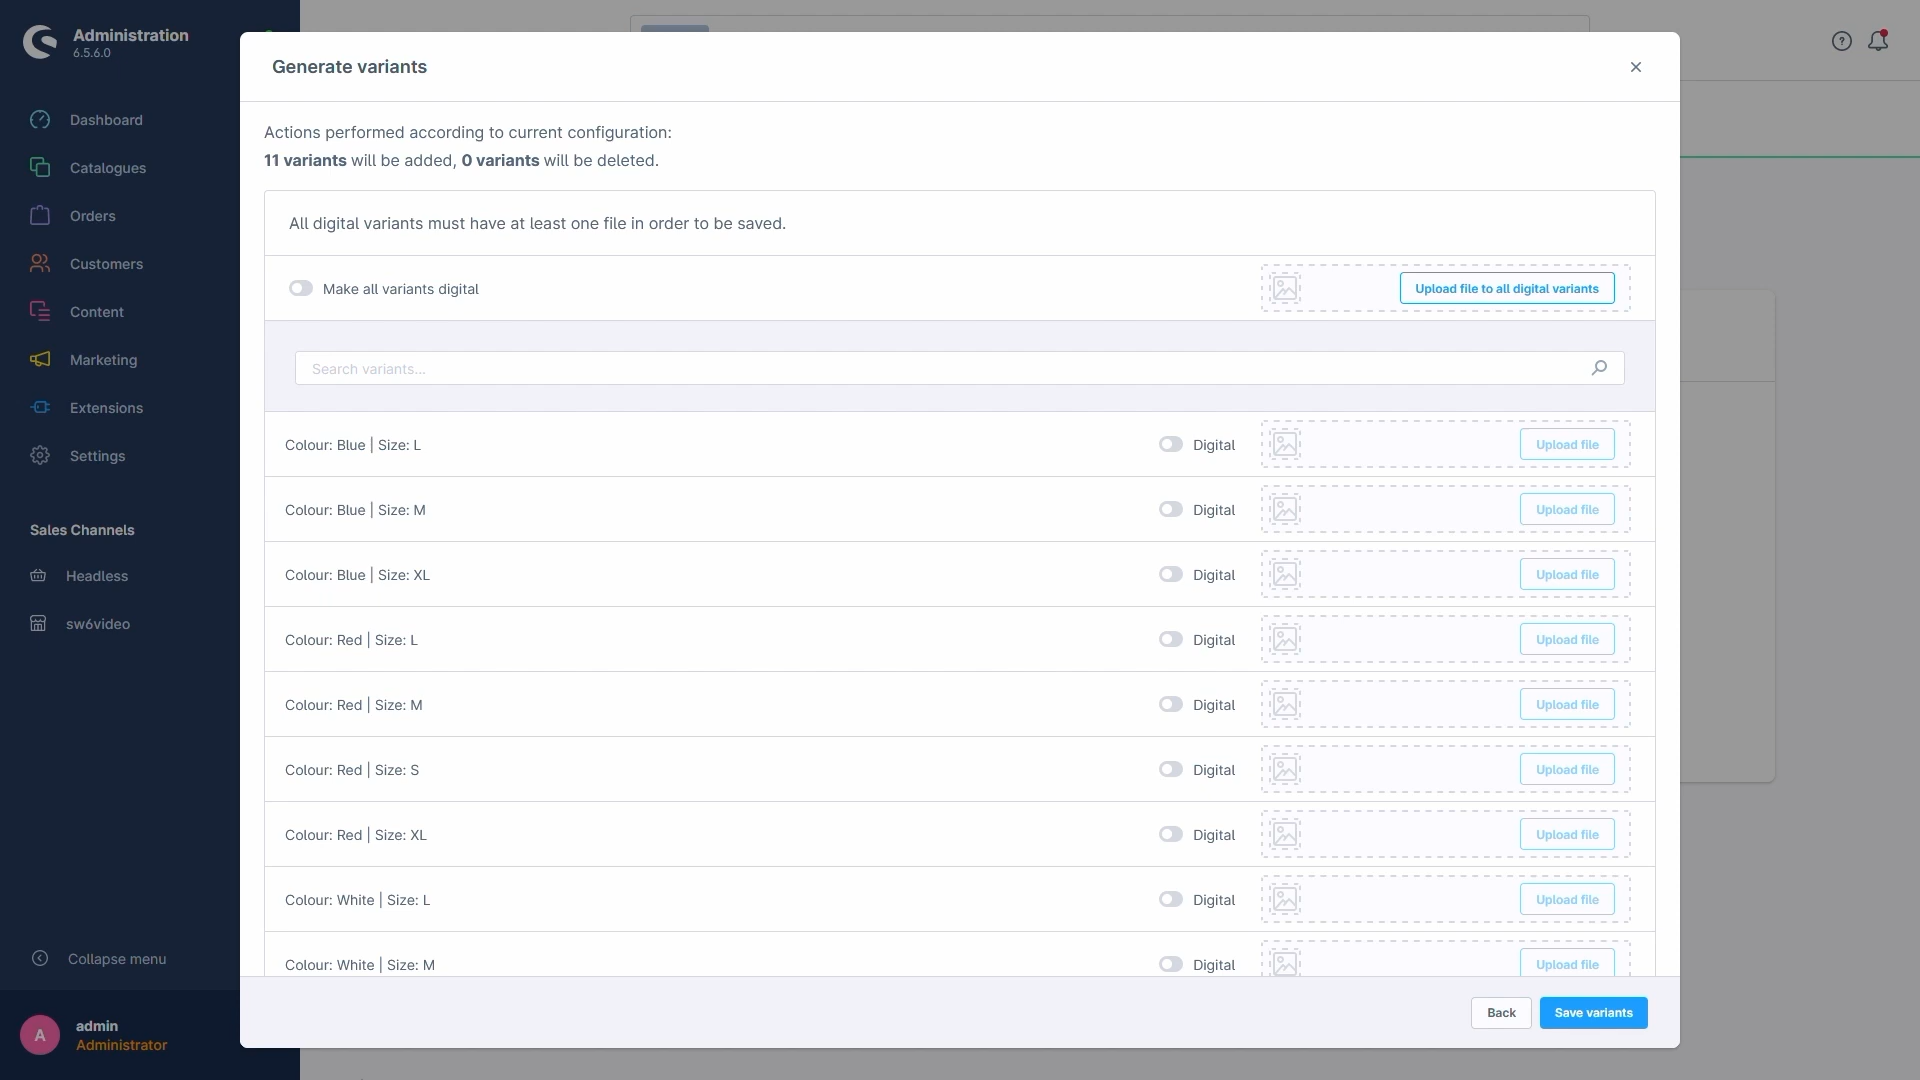 Administration
6.5.6.0
Dashboard
Catalogues
Orders
Customers
Content
Marketing
Extensions
Settings
Sales Channels
Headless
sw6video
Collapse menu
A
admin
Administrator
Generate variants
Actions performed according to current configuration:
11 variants will be added, 0 variants will be deleted.
All digital variants must have at least one file in order to be saved.
Make all variants digital
Upload file to all digital variants
Search variants...
Colour: Blue | Size: L Digital Upload file
Colour: Blue | Size: M Digital Upload file
Colour: Blue | Size: XL Digital Upload file
Colour: Red | Size: L Digital Upload file
Colour: Red | Size: M Digital Upload file
Colour: Red | Size: S Digital Upload file
Colour: Red | Size: XL Digital Upload file
Colour: White | Size: L Digital Upload file
Colour: White | Size: M Digital Upload file
Back
Save variants